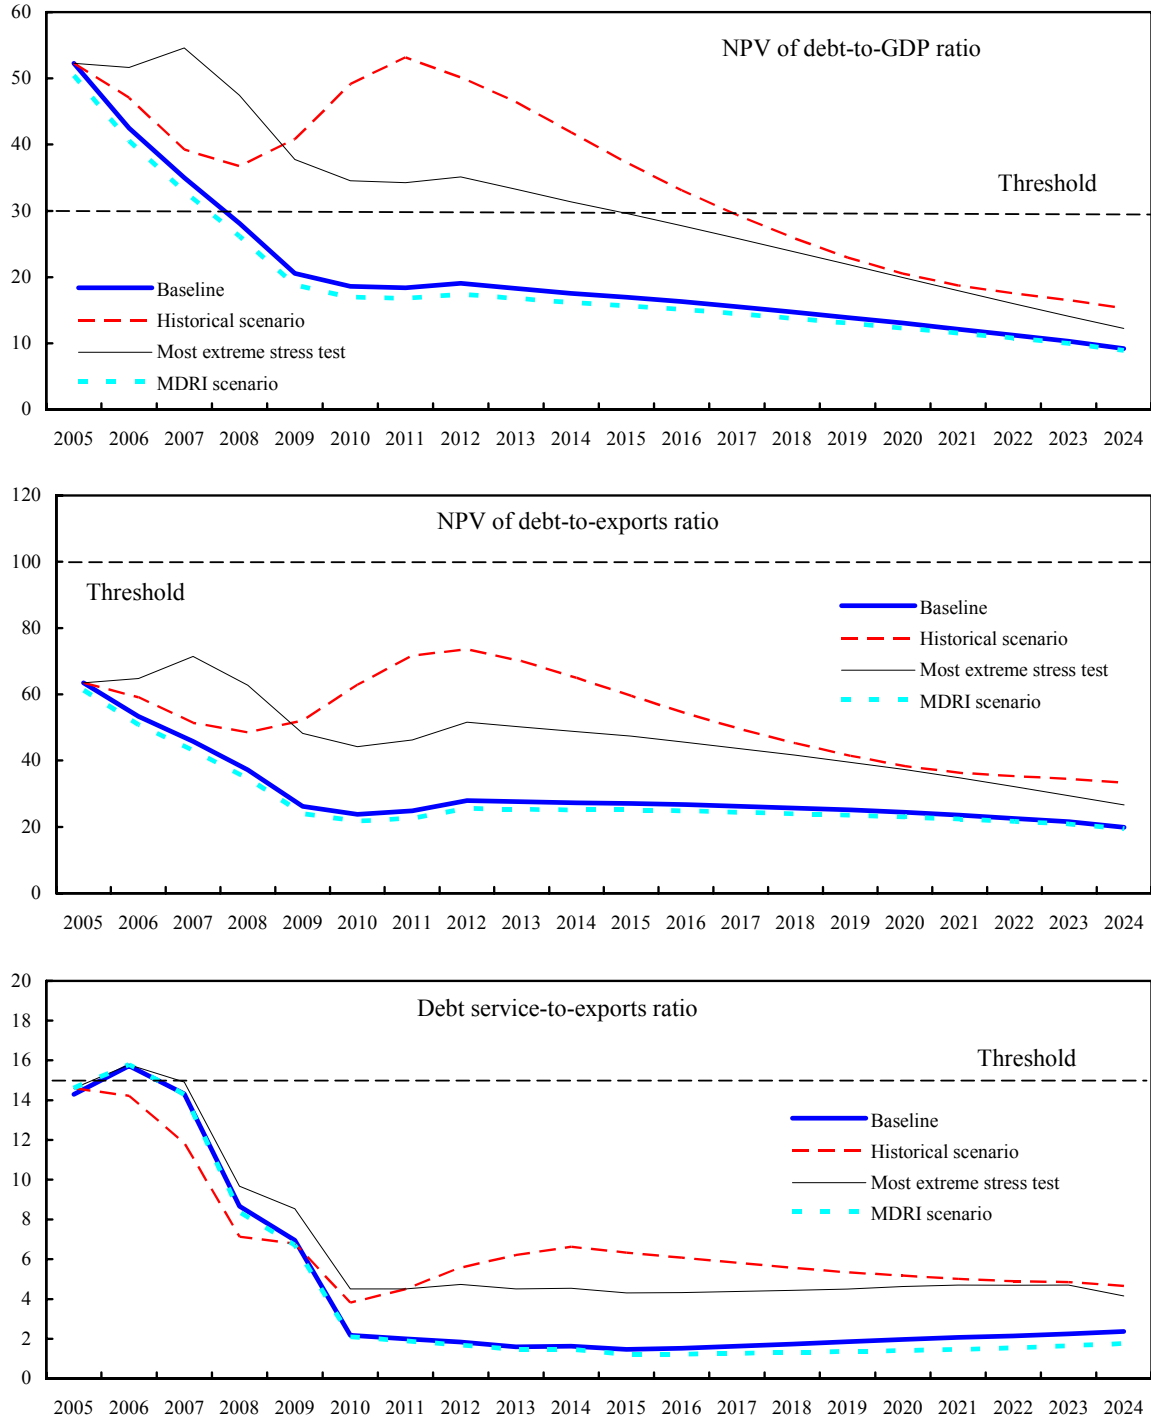 60
NPV of debt-to-GDP ratio
50
40
Threshold
30
20
Baseline
Historical scenario
10
Most extreme stress test
MDRI scenario
0
2005 2006 2007 2008 2009 2010 2011 2012 2013 2014 2015 2016 2017 2018 2019 2020 2021 2022 2023 2024
120
NPV of debt-to-exports ratio
100
Threshold
80
Baseline
Historical scenario
60
Most extreme stress test
MDRI scenario
40
20
0
2005 2006 2007 2008 2009 2010 2011 2012 2013 2014 2015 2016 2017 2018 2019 2020 2021 2022 2023 2024
20
Debt service-to-exports ratio
18
16
Threshold
14
Baseline
12
Historical scenario
10
Most extreme stress test
8
MDRI scenario
6
4
2
0
2005 2006 2007 2008 2009 2010 2011 2012 2013 2014 2015 2016 2017 2018 2019 2020 2021 2022 2023 2024